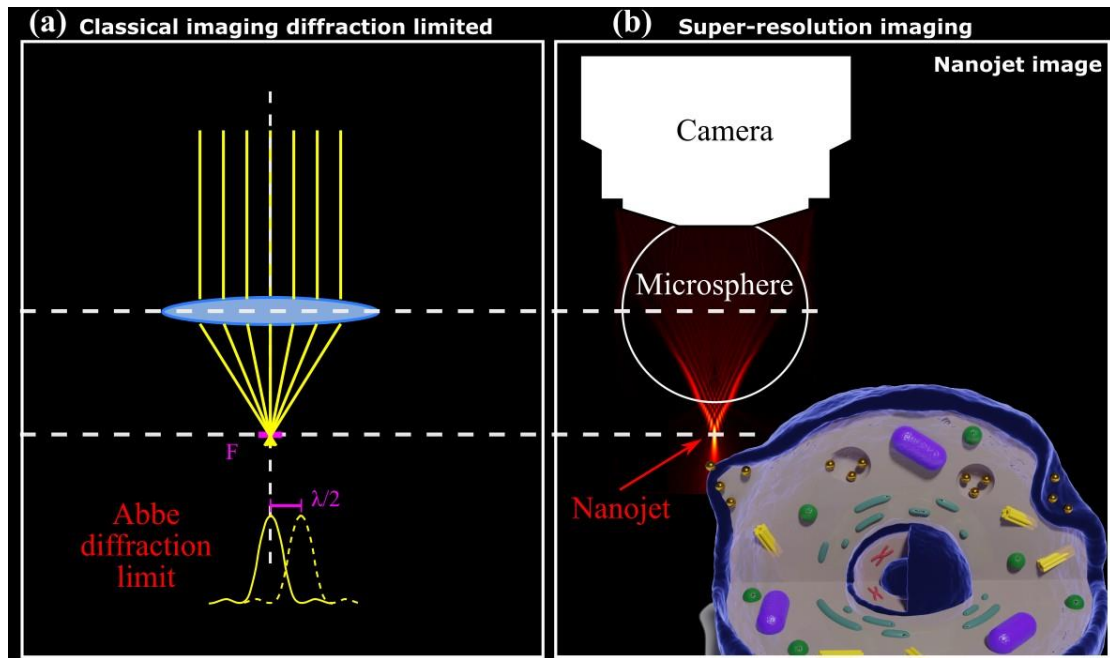 (a) Classical imaging diffraction limited
F
λ/2
Abbe
diffraction
limit
(b) Super-resolution imaging
Nanojet image
Camera
Microsphere
Nanojet